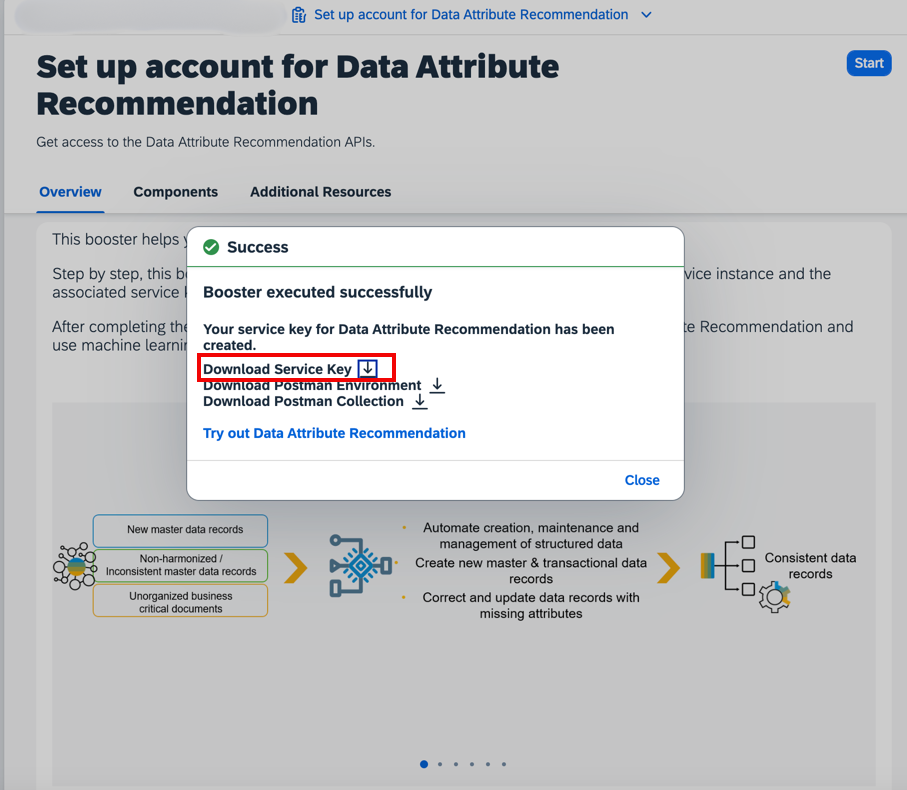 Set up account for Data Attribute Recommendation
Set up account for Data Attribute
Recommendation
Start
Get access to the Data Attribute Recommendation APIs.
Overview
Components
Additional Resources
This booster helps
Success
Step by step, this
vice instance and the
associated service
Booster executed successfully
After completing the
te Recommendation and
use machine
Your service key for Data Attribute Recommendation has been
created.
Download Service Key
Download Postman Environment
Download Postman Collection
Try out Data Attribute Recommendation
Close
New master data records
Non-harmonized /
Inconsistent master data records
Unorganized business
critical documents
Automate creation, maintenance and
management of structured data
Create new master & transactional data
records
Correct and update data records with
missing attributes
Consistent data
records